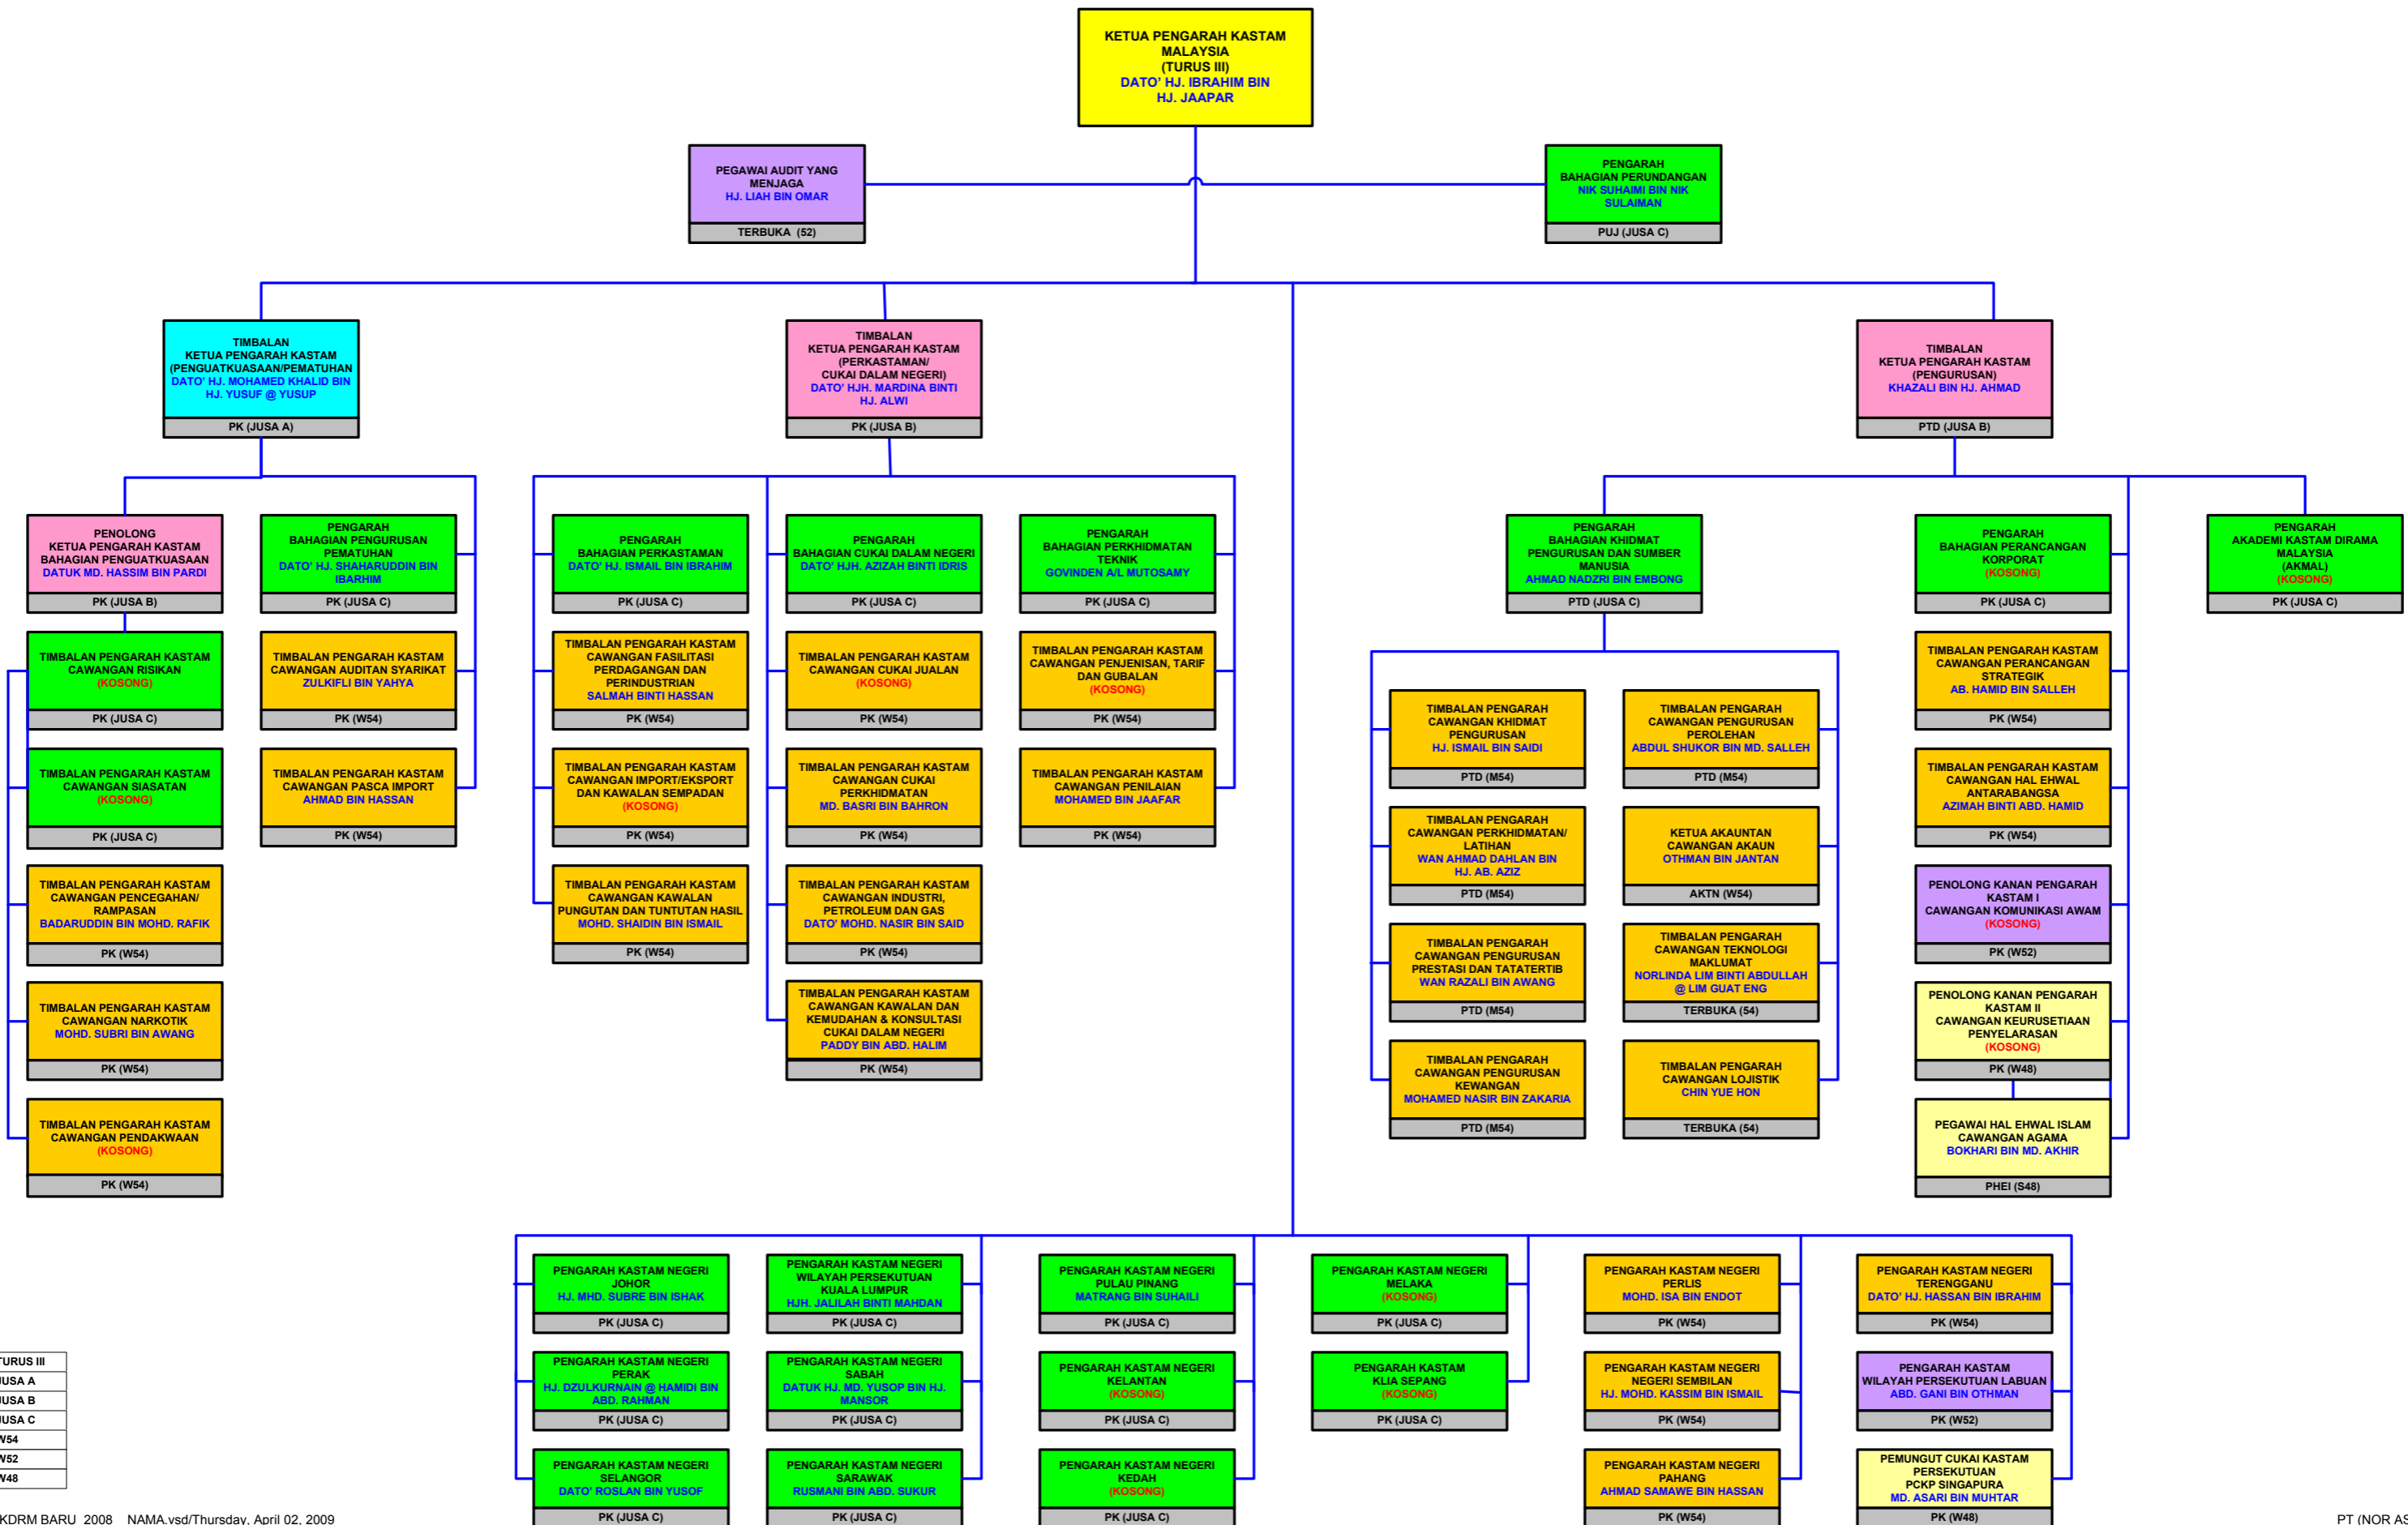 KETUA PENGARAH KASTAM
MALAYSIA
(TURUS III)
DATO' HJ. IBRAHIM BIN
HJ. JAAPAR
PEGAWAI AUDIT YANG
MENJAGA
HJ. LIAH BIN OMAR
TERBUKA (52)
PENGARAH
BAHAGIAN PERUNDANGAN
NIK SUHAIMI BIN NIK
SULAIMAN
PUJ (JUSA C)
TIMBALAN
KETUA PENGARAH KASTAM
(PENGUATKUASAAN/PEMATUHAN
DATO' HJ. MOHAMED KHALID BIN
HJ. YUSUF @ YUSUP
PK (JUSA A)
TIMBALAN
KETUA PENGARAH KASTAM
(PERKASTAMAN/
CUKAI DALAM NEGERI)
DATO' HJH. MARDINA BINTI
HJ. ALWI
PK (JUSA B)
TIMBALAN
KETUA PENGARAH KASTAM
(PENGURUSAN)
KHAZALI BIN HJ. AHMAD
PTD (JUSA B)
PENOLONG
KETUA PENGARAH KASTAM
BAHAGIAN PENGUATKUASAAN
DATUK MD. HASSIM BIN PARDI
PK (JUSA B)
TIMBALAN PENGARAH KASTAM
CAWANGAN RISIKAN
(KOSONG)
PK (JUSA C)
TIMBALAN PENGARAH KASTAM
CAWANGAN SIASATAN
(KOSONG)
PK (JUSA C)
TIMBALAN PENGARAH KASTAM
CAWANGAN PENCEGAHAN/
RAMPASAN
BADARUDDIN BIN MOHD. RAFIK
PK (W54)
TIMBALAN PENGARAH KASTAM
CAWANGAN NARKOTIK
MOHD. SUBRI BIN AWANG
PK (W54)
TIMBALAN PENGARAH KASTAM
CAWANGAN PENDAKWAAN
(KOSONG)
PK (W54)
PENGARAH
BAHAGIAN PENGURUSAN
PEMATUHAN
DATO' HJ. SHAHARUDDIN BIN
IBARHIM
PK (JUSA C)
TIMBALAN PENGARAH KASTAM
CAWANGAN AUDITAN SYARIKAT
ZULKIFLI BIN YAHYA
PK (W54)
TIMBALAN PENGARAH KASTAM
CAWANGAN PASCA IMPORT
AHMAD BIN HASSAN
PK (W54)
PENGARAH
BAHAGIAN PERKASTAMAN
DATO' HJ. ISMAIL BIN IBRAHIM
PK (JUSA C)
TIMBALAN PENGARAH KASTAM
CAWANGAN FASILITASI
PERDAGANGAN DAN
PERINDUSTRIAN
SALMAH BINTI HASSAN
PK (W54)
TIMBALAN PENGARAH KASTAM
CAWANGAN IMPORT/EKSPORT
DAN KAWALAN SEMPADAN
(KOSONG)
PK (W54)
TIMBALAN PENGARAH KASTAM
CAWANGAN KAWALAN
PUNGUTAN DAN TUNTUTAN HASIL
MOHD. SHAIDIN BIN ISMAIL
PK (W54)
PENGARAH
BAHAGIAN CUKAI DALAM NEGERI
DATO' HJH. AZIZAH BINTI IDRIS
PK (JUSA C)
TIMBALAN PENGARAH KASTAM
CAWANGAN CUKAI JUALAN
(KOSONG)
PK (W54)
TIMBALAN PENGARAH KASTAM
CAWANGAN CUKAI
PERKHIDMATAN
MD. BASRI BIN BAHRON
PK (W54)
TIMBALAN PENGARAH KASTAM
CAWANGAN INDUSTRI,
PETROLEUM DAN GAS
DATO' MOHD. NASIR BIN SAID
PK (W54)
TIMBALAN PENGARAH KASTAM
CAWANGAN KAWALAN DAN
KEMUDAHAN & KONSULTASI
CUKAI DALAM NEGERI
PADDY BIN ABD. HALIM
PK (W54)
PENGARAH
BAHAGIAN PERKHIDMATAN
TEKNIK
GOVINDEN A/L MUTOSAMY
PK (JUSA C)
TIMBALAN PENGARAH KASTAM
CAWANGAN PENJENISAN, TARIF
DAN GUBALAN
(KOSONG)
PK (W54)
TIMBALAN PENGARAH KASTAM
CAWANGAN PENILAIAN
MOHAMED BIN JAAFAR
PK (W54)
PENGARAH
BAHAGIAN KHIDMAT
PENGURUSAN DAN SUMBER
MANUSIA
AHMAD NADZRI BIN EMBONG
PTD (JUSA C)
TIMBALAN PENGARAH
CAWANGAN KHIDMAT
PENGURUSAN
HJ. ISMAIL BIN SAIDI
PTD (M54)
TIMBALAN PENGARAH
CAWANGAN PERKHIDMATAN/
LATIHAN
WAN AHMAD DAHLAN BIN
HJ. AB. AZIZ
PTD (M54)
TIMBALAN PENGARAH
CAWANGAN PENGURUSAN
PRESTASI DAN TATATERTIB
WAN RAZALI BIN AWANG
PTD (M54)
TIMBALAN PENGARAH
CAWANGAN PENGURUSAN
KEWANGAN
MOHAMED NASIR BIN ZAKARIA
PTD (M54)
TIMBALAN PENGARAH
CAWANGAN PENGURUSAN
PEROLEHAN
ABDUL SHUKOR BIN MD. SALLEH
PTD (M54)
KETUA AKAUNTAN
CAWANGAN AKAUN
OTHMAN BIN JANTAN
AKTN (W54)
TIMBALAN PENGARAH
CAWANGAN TEKNOLOGI
MAKLUMAT
NORLINDA LIM BINTI ABDULLAH
@ LIM GUAT ENG
TERBUKA (54)
TIMBALAN PENGARAH
CAWANGAN LOJISTIK
CHIN YUE HON
TERBUKA (54)
PENGARAH
BAHAGIAN PERANCANGAN
KORPORAT
(KOSONG)
PK (JUSA C)
TIMBALAN PENGARAH KASTAM
CAWANGAN PERANCANGAN
STRATEGIK
AB. HAMID BIN SALLEH
PK (W54)
TIMBALAN PENGARAH KASTAM
CAWANGAN HAL EHWAL
ANTARABANGSA
AZIMAH BINTI ABD. HAMID
PK (W54)
PENOLONG KANAN PENGARAH
KASTAM I
CAWANGAN KOMUNIKASI AWAM
(KOSONG)
PK (W52)
PENOLONG KANAN PENGARAH
KASTAM II
CAWANGAN KEURUSETIAAN
PENYELARASAN
(KOSONG)
PK (W48)
PEGAWAI HAL EHWAL ISLAM
CAWANGAN AGAMA
BOKHARI BIN MD. AKHIR
PHEI (S48)
PENGARAH
AKADEMI KASTAM DIRAMA
MALAYSIA
(AKMAL)
(KOSONG)
PK (JUSA C)
PENGARAH KASTAM NEGERI
JOHOR
HJ. MHD. SUBRE BIN ISHAK
PK (JUSA C)
PENGARAH KASTAM NEGERI
PERAK
HJ. DZULKURNAIN @ HAMIDI BIN
ABD. RAHMAN
PK (JUSA C)
PENGARAH KASTAM NEGERI
SELANGOR
DATO' ROSLAN BIN YUSOF
PK (JUSA C)
PENGARAH KASTAM NEGERI
WILAYAH PERSEKUTUAN
KUALA LUMPUR
HJH. JALILAH BINTI MAHDAN
PK (JUSA C)
PENGARAH KASTAM NEGERI
SABAH
DATUK HJ. MD. YUSOP BIN HJ.
MANSOR
PK (JUSA C)
PENGARAH KASTAM NEGERI
SARAWAK
RUSMANI BIN ABD. SUKUR
PK (JUSA C)
PENGARAH KASTAM NEGERI
PULAU PINANG
MATRANG BIN SUHAILI
PK (JUSA C)
PENGARAH KASTAM NEGERI
KELANTAN
(KOSONG)
PK (JUSA C)
PENGARAH KASTAM NEGERI
KEDAH
(KOSONG)
PK (JUSA C)
PENGARAH KASTAM NEGERI
MELAKA
(KOSONG)
PK (JUSA C)
PENGARAH KASTAM
KLIA SEPANG
(KOSONG)
PK (JUSA C)
PENGARAH KASTAM NEGERI
PERLIS
MOHD. ISA BIN ENDOT
PK (W54)
PENGARAH KASTAM NEGERI
NEGERI SEMBILAN
HJ. MOHD. KASSIM BIN ISMAIL
PK (W54)
PENGARAH KASTAM NEGERI
PAHANG
AHMAD SAMAWE BIN HASSAN
PK (W54)
PENGARAH KASTAM NEGERI
TERENGGANU
DATO' HJ. HASSAN BIN IBRAHIM
PK (W54)
PENGARAH KASTAM
WILAYAH PERSEKUTUAN LABUAN
ABD. GANI BIN OTHMAN
PK (W52)
PEMUNGUT CUKAI KASTAM
PERSEKUTUAN
PCKP SINGAPURA
MD. ASARI BIN MUHTAR
PK (W48)
TURUS III
JUSA A
JUSA B
JUSA C
W54
W52
W48
KDRM BARU_2008 NAMA.vsd/Thursday, April 02, 2009
PT (NOR